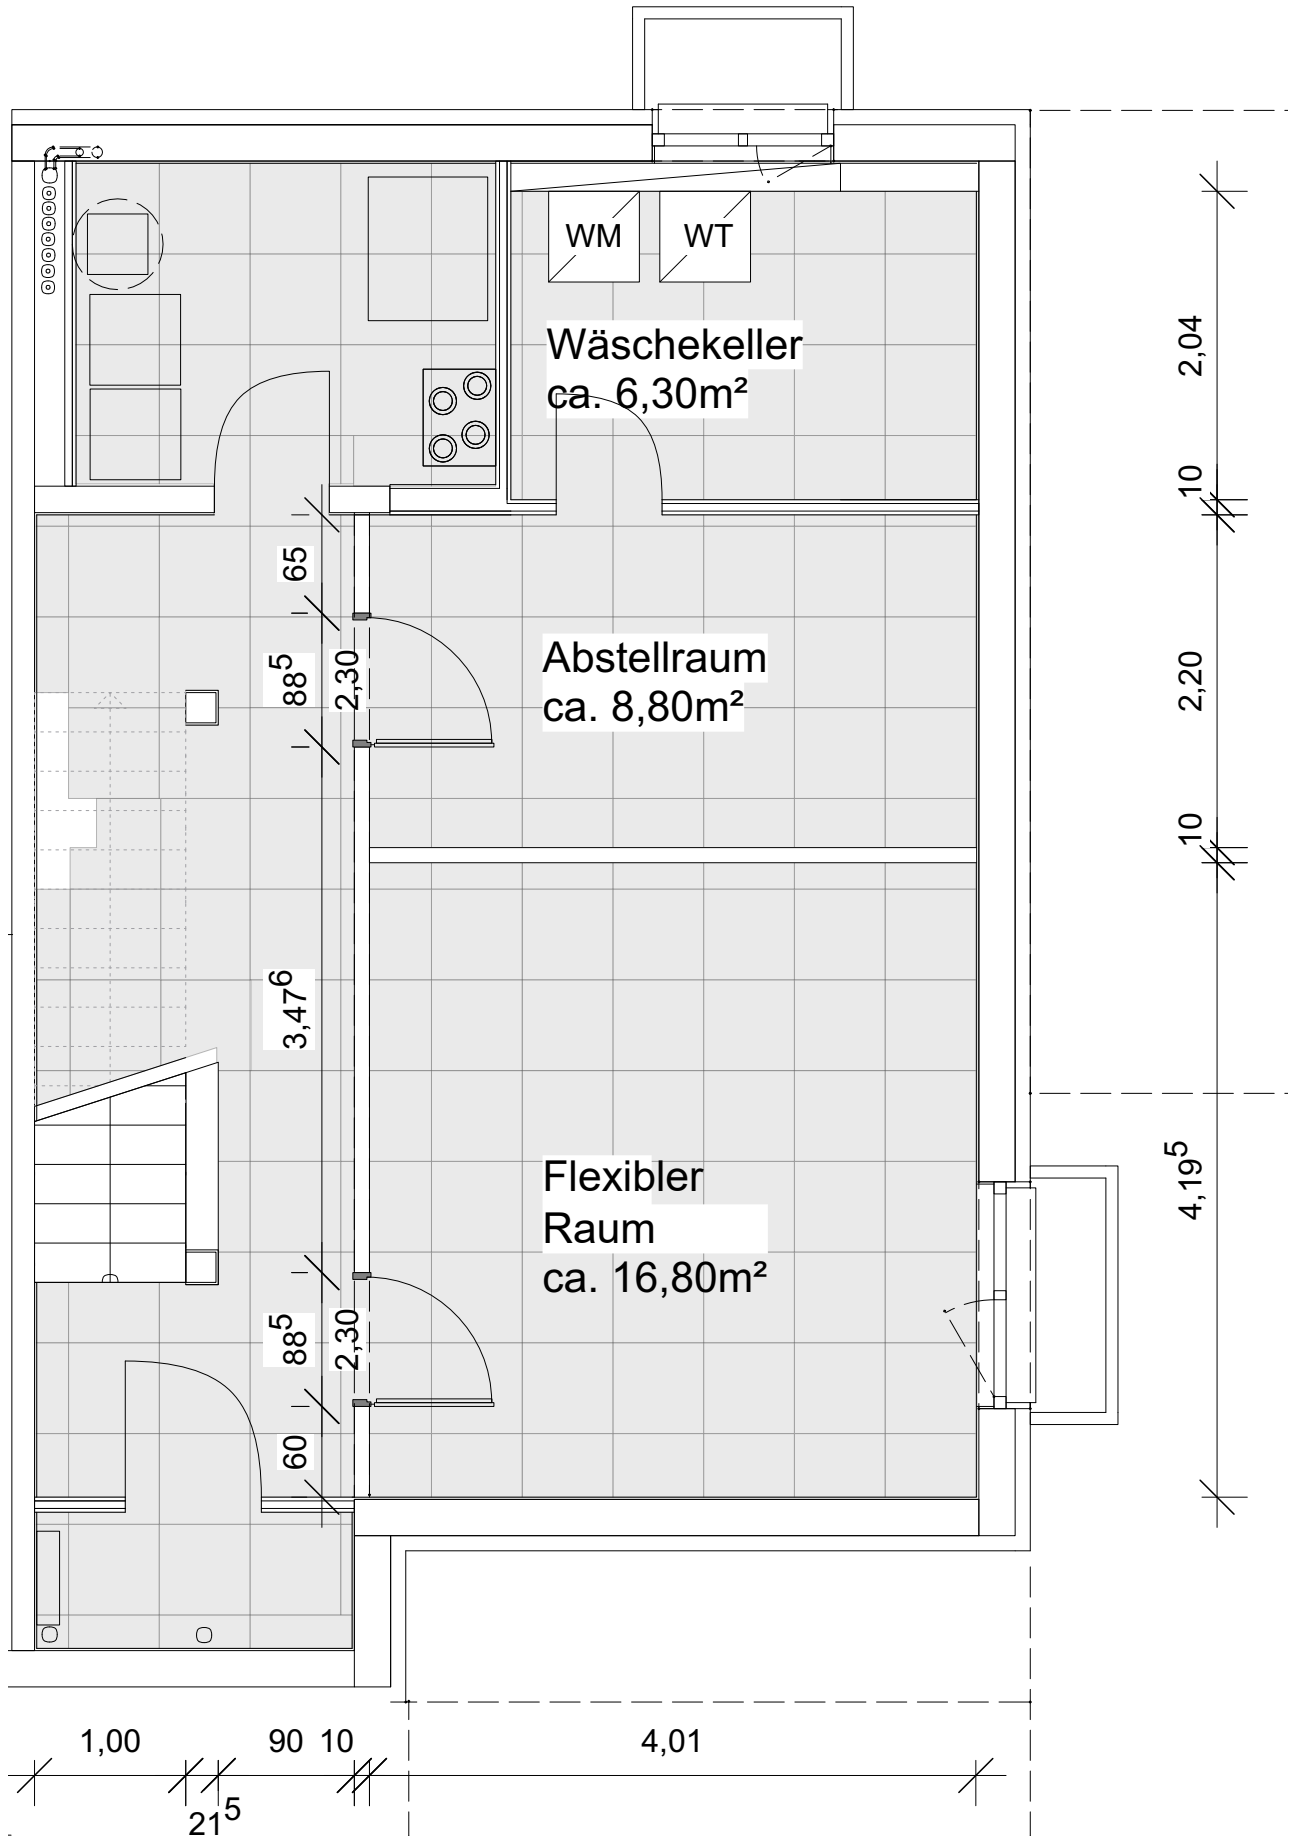 WM
WT
Wäschekeller
ca. 6,30m²
2,04
10
65
88⁵
2,30
Abstellraum
ca. 8,80m²
2,20
10
3,47⁶
4,19⁵
Flexibler
Raum
ca. 16,80m²
88⁵
2,30
60
1,00
90
10
4,01
21⁵